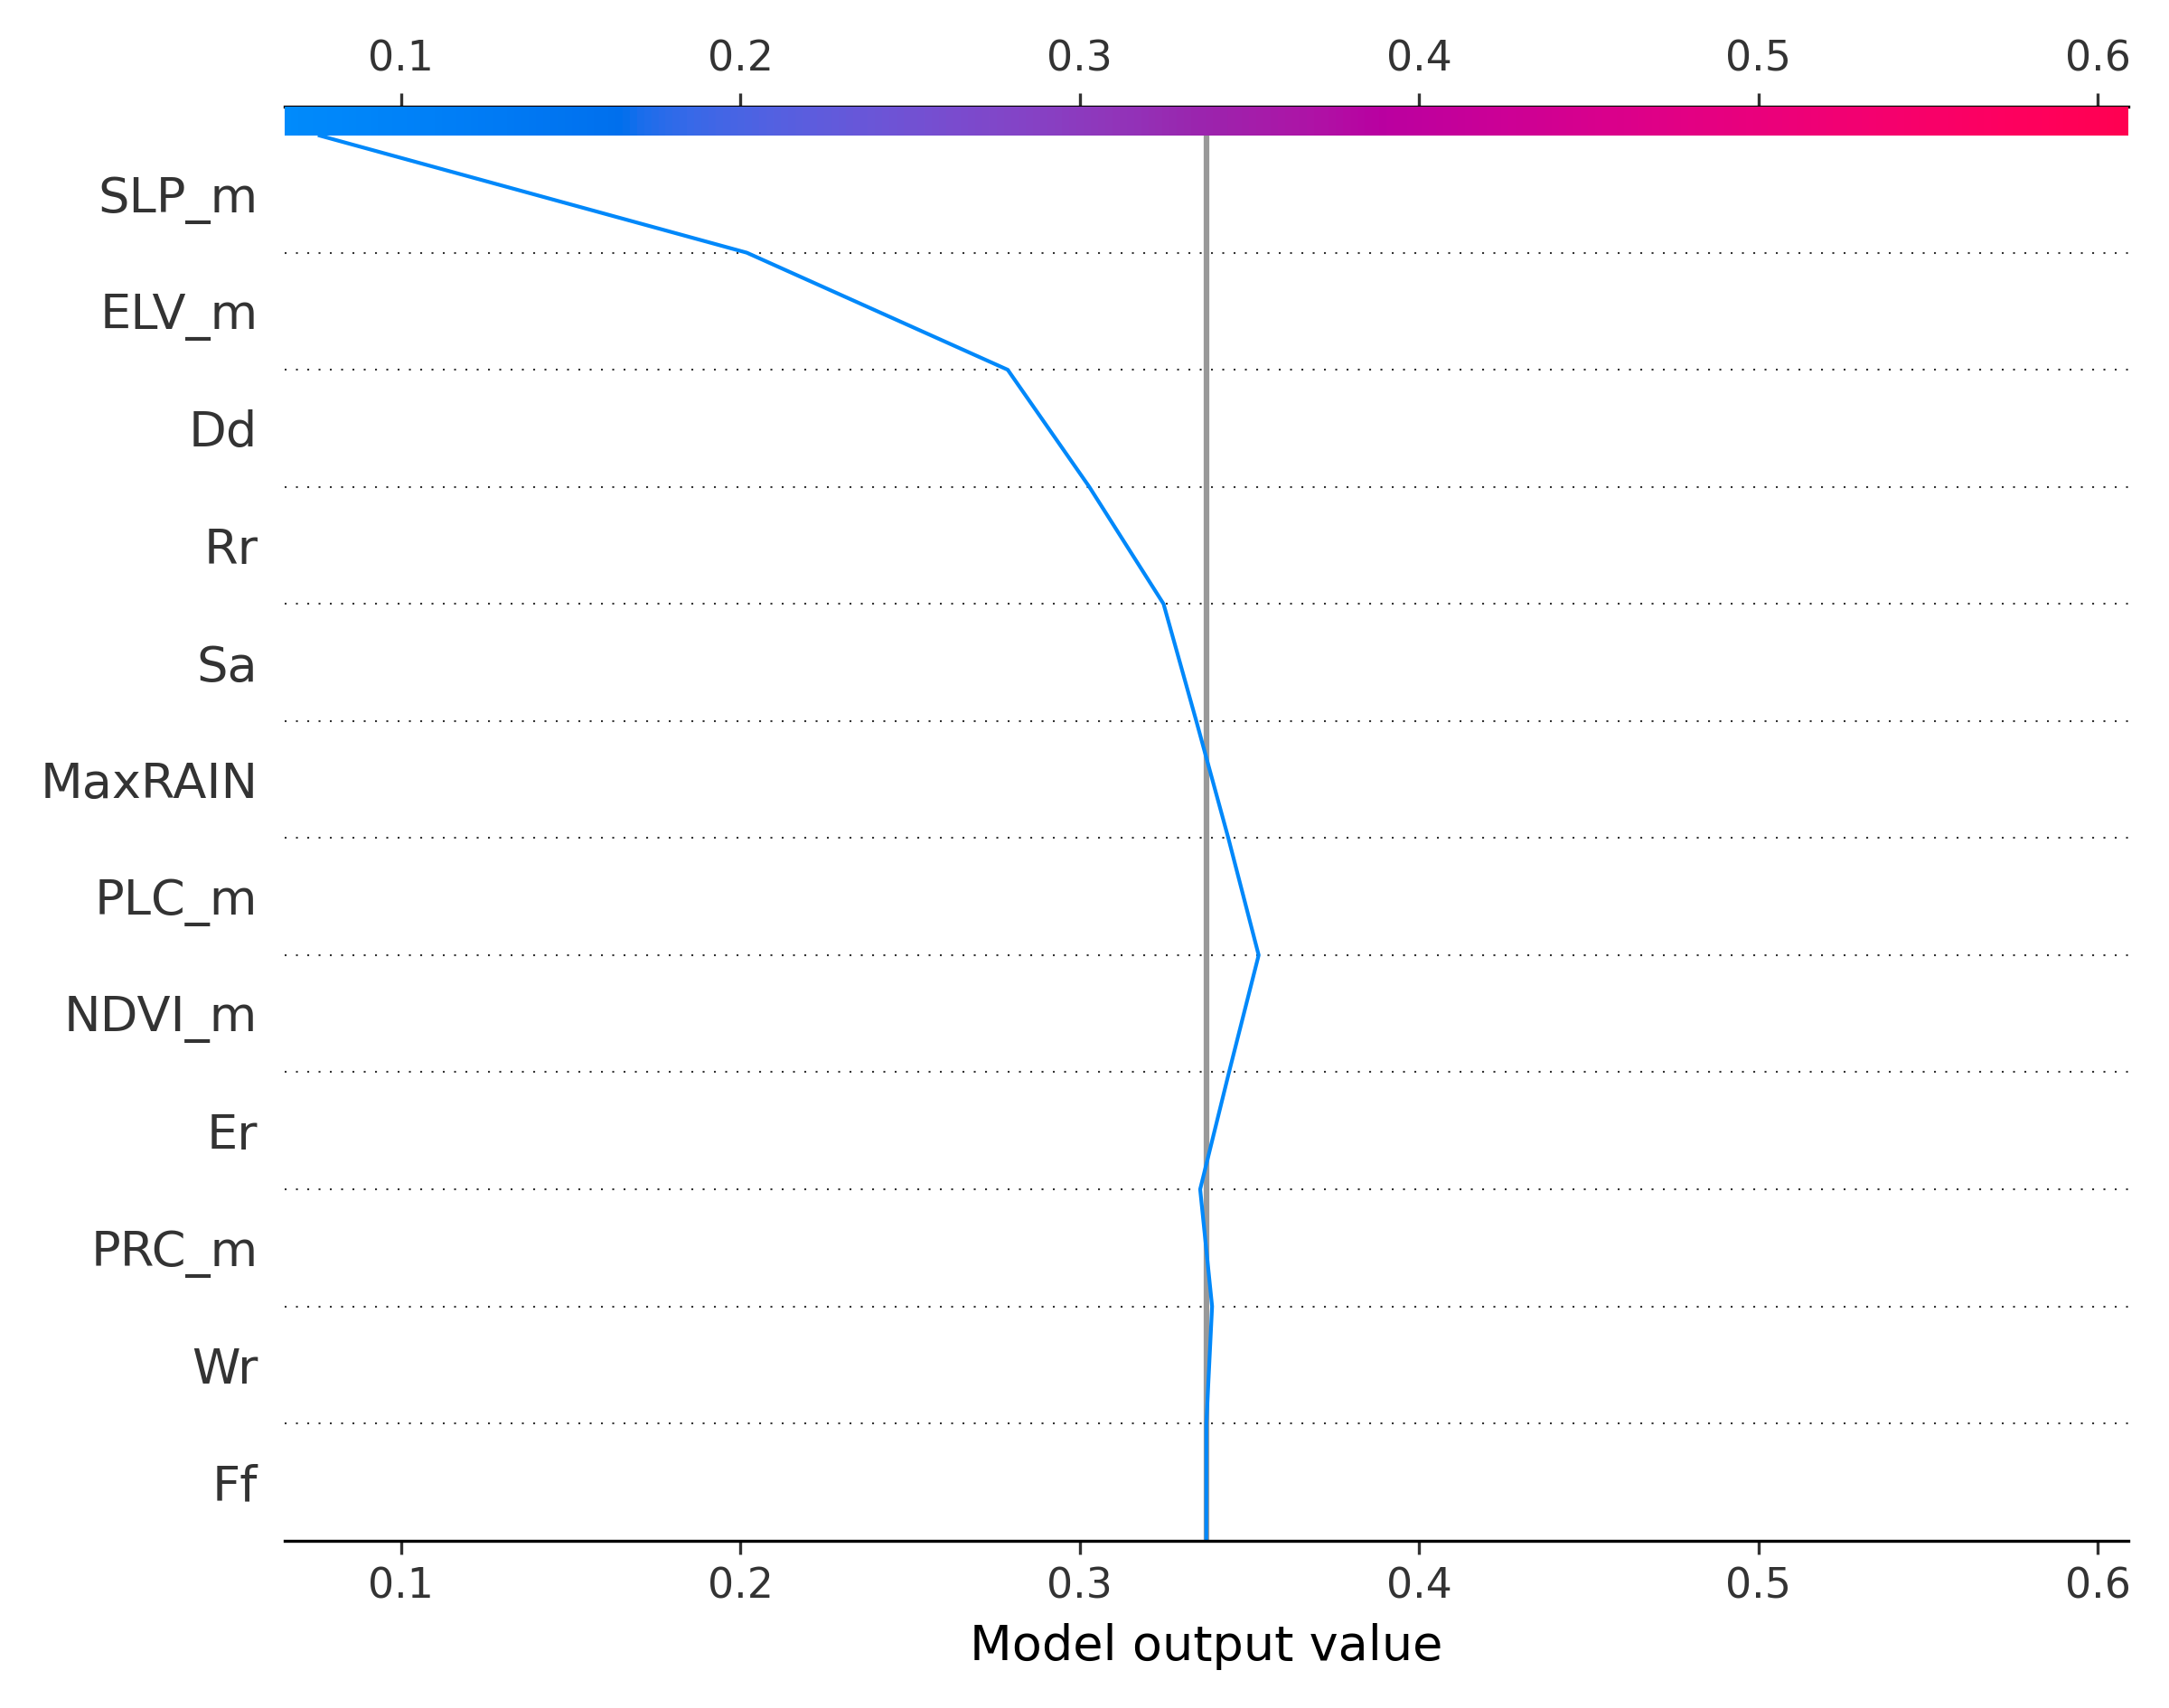 0.1 0.2 0.3 0.4 0.5 0.6
SLP_m
ELV_m
Dd
Rr
Sa
MaxRAIN
PLC_m
NDVI_m
Er
PRC_m
Wr
Ff
0.1 0.2 0.3 0.4 0.5 0.6
Model output value